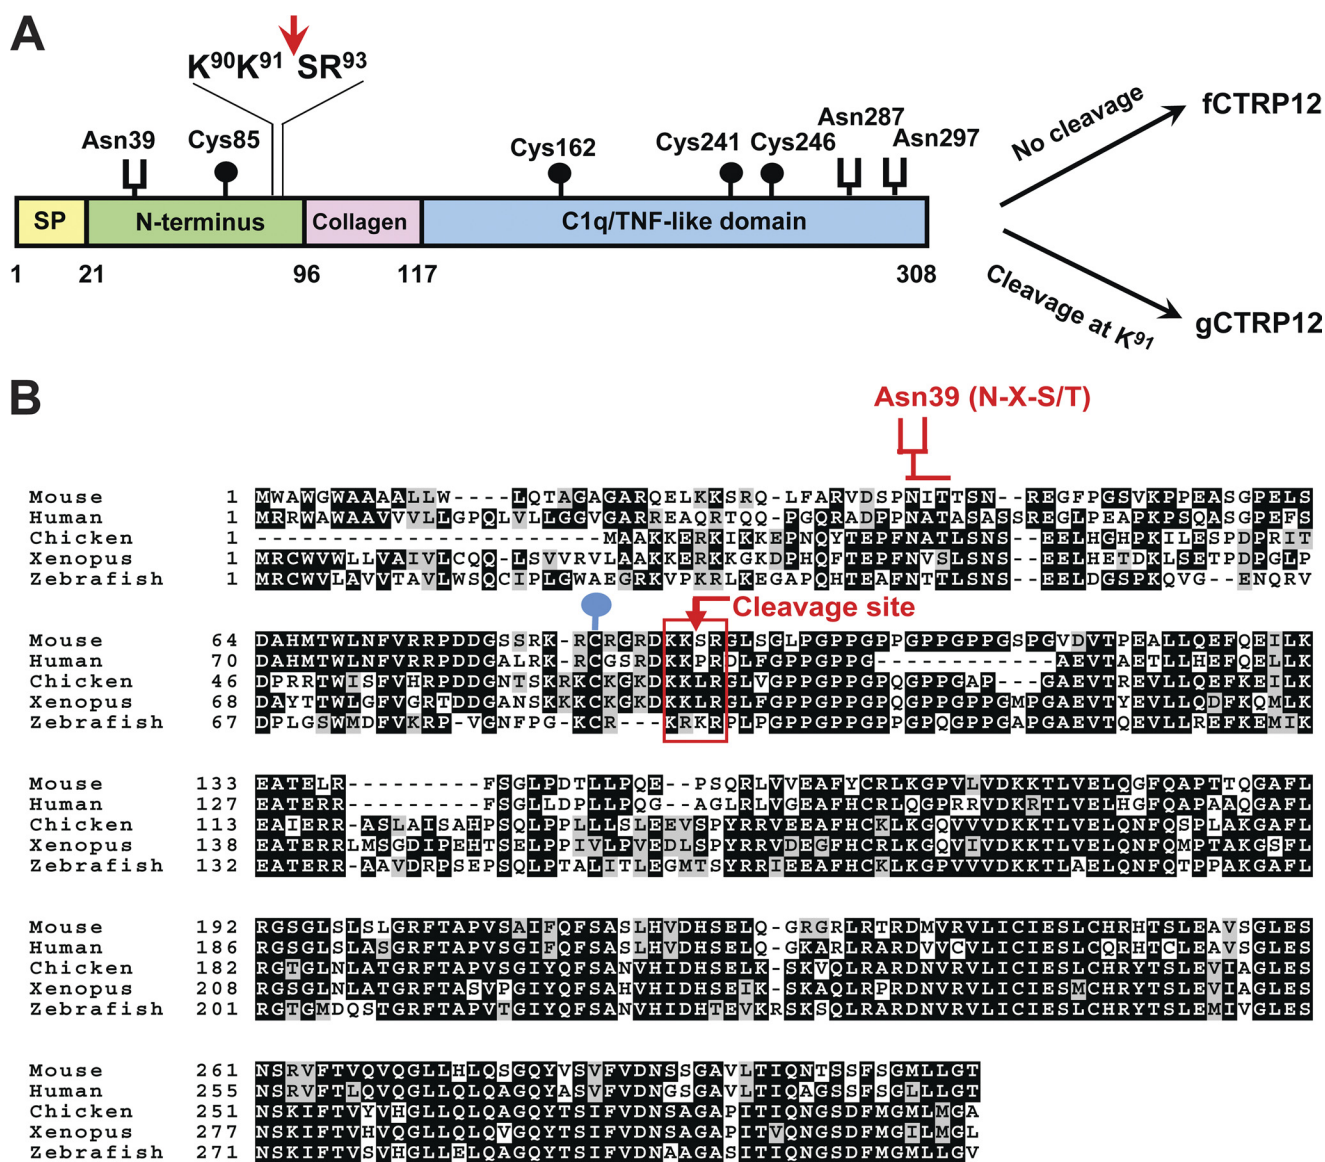 A
K90K91 SR93
Asn39 Cys85 Cys162 Cys241 Cys246 Asn287 Asn297
SP N-terminus Collagen C1q/TNF-like domain
1 21 96 117 308
No cleavage
fCTRP12
Cleavage at K91
gCTRP12
B
Asn39 (N-X-S/T)
Mouse 1 MWAWGWAAAALLW----LQTAGAGARQELKKSRQ-LFARVDSPNITTSN--REGFPGSVKPPEASGPELS
Human 1 MRRWAWAAVVVLLGPQLVLLGGVGARREAQRTQQ-PGQRADPPNATASASSREGLPEAPKPSQASGPEFS
Chicken 1 -----------------------MAAKKERKIKKEPNQYTEPFNATLSNS--EELHGHPKILESPDPRIT
Xenopus 1 MRCWVWLLVAIVLCQQ-LSVVRVLAAKKERKKGKDPHQFTEPFNVSLSNS--EELHETDKLSETPDPGLP
Zebrafish 1 MRCWVLAVVTAVLWSQCIPLGWAEGRKVPKRLKEGAPQHTEAFNTTLSNS--EELDGSPKQVG--ENQRV
Cleavage site
Mouse 64 DAHMTWLNFVRRPDDGSSRK-RCRGRDKKSRGLSGLPGPPGPPGPPGPPGSPGVDVTPEALLQEFQEILK
Human 70 DAHMTWLNFVRRPDDGALRK-RCGSRDKKPRDLFGPPGPPG------------AEVTAETLLHEFQELLK
Chicken 46 DPRRTWISFVHRPDDGNTSKRKCKGKDKKLRGLVGPPGPPGPQGPPGAP---GAEVTREVLLQEFKEILK
Xenopus 68 DAYTTWLGFVGRTDDGANSKKKCKGKDKKLRGLFGPPGPPGPQGPPGMPGAEVTQEVLLQDFKQMLK
Zebrafish 67 DPLGSWMDFVKRP-VGNFPG-KCR---KRKRPLPGPPGPPGPQGPPGAPGAEVTQEVLLREFKEMIK
Mouse 133 EATELR---------FSGLPDTLLPQE--PSQRLVVEAFYCRLKGPVLVDKKTLVELQGFQAPTTQGAFL
Human 127 EATERR---------FSGLLDPLLPQG--AGLRLVGEAFHCRLQGPRRVDKRTLVELHGFQAPAAQGAFL
Chicken 113 EAIERR-ASLAISAHPSQLPPLLLSLEEVSPYRRVEEAFHCKLKGQVVVDKKTLVELQNFQSPLAKGAFL
Xenopus 138 EATERRLMSGDIPEHTSELPPIVLPVEDLSPYRRVDEGFHCRLKGQVIVDKKTLVELQNFQMPTAKGSFL
Zebrafish 132 EATERR-AAVDRPSEPSQLPTALITLEGMTSYRRIEEAFHCKLKGPVVVDKKTLAELQNFQTPPAKGAFL
Mouse 192 RGSGLSLSLGRFTAPVSAIFQFSASLHVDHSELQ-GRGRLRTRDMVRVLICIESLCHRHTSLEAVSGLES
Human 186 RGSGLSLASGRFTAPVSGIFQFSASLHVDHSELQ-GKARLRARDVVCVLICIESLCQRHTCLEAVSGLES
Chicken 182 RGTGLNLATGRFTAPVSGIYQFSANVHIDHSELK-SKVQLRARDNVRVLICIESLCHRYTSLEVIAGLES
Xenopus 208 RGSGLNLATGRFTASVPGIYQFSAHVHIDHSEIK-SKAQLRPRDNVRVLICIESMCHRYTSLEVIAGLES
Zebrafish 201 RGTGMDQSTGRFTAPVTGIYQFSANVHIDHTEVKRSKSQLRARDNVRVLICIESLCHRYTSLEMIVGLES
Mouse 261 NSRVFTVQVQGLLHLQSGQYVSVFVDNSSGAVLTIQNTSSFSGMLLGT
Human 255 NSRVFTLQVQGLLQLQAGQYASVFVDNGSGAVLTIQAGSSFSGLLLGT
Chicken 251 NSKIFTVYVHGLLQLQAGQYTSIFVDNSAGAPITIQNGSDFMGMLMGA
Xenopus 277 NSKIFTVHVQGLLQLQVGQYTSIFVDNSAGAPITVQNGSDFMGILMGL
Zebrafish 271 NSKIFTVSVHGLLELQAGQYTSIFVDNAAGASITIQNGSDFMGMLLGV